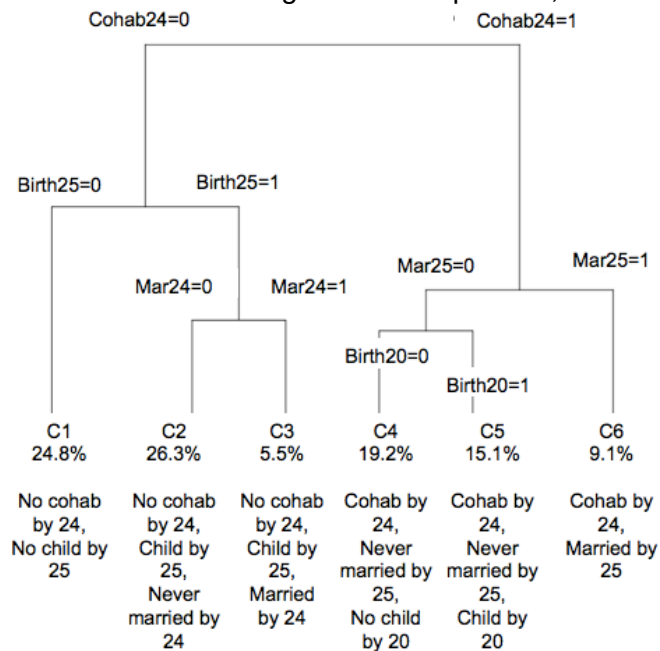 Cohab24=0
Cohab24=1
Birth25=0
Birth25=1
Mar25=0
Mar25=1
Mar24=0
Mar24=1
Birth20=0
Birth20=1
C1
24.8%
C2
26.3%
C3
5.5%
C4
19.2%
C5
15.1%
C6
9.1%
No cohab
by 24,
No child by
25
No cohab
by 24,
Child by
25,
Never
married by
24
No cohab
by 24,
Child by
25,
Married
by 24
Cohab by
24,
Never
married by
25,
No child
by 20
Cohab by
24,
Never
married by
25,
Child by
20
Cohab by
24,
Married by
25